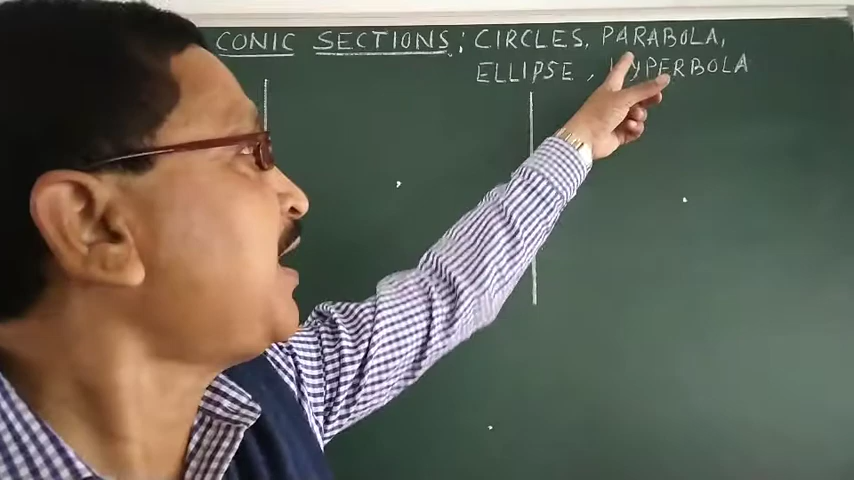 CONIC SECTIONS; CIRCLES, PARABOLA,
ELLIPSE, HYPERBOLA